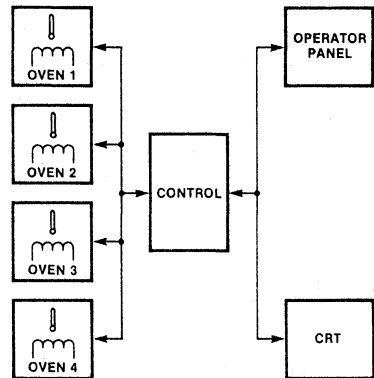 OVEN 1
OVEN 2
OVEN 3
OVEN 4
CONTROL
OPERATOR
PANEL
CRT